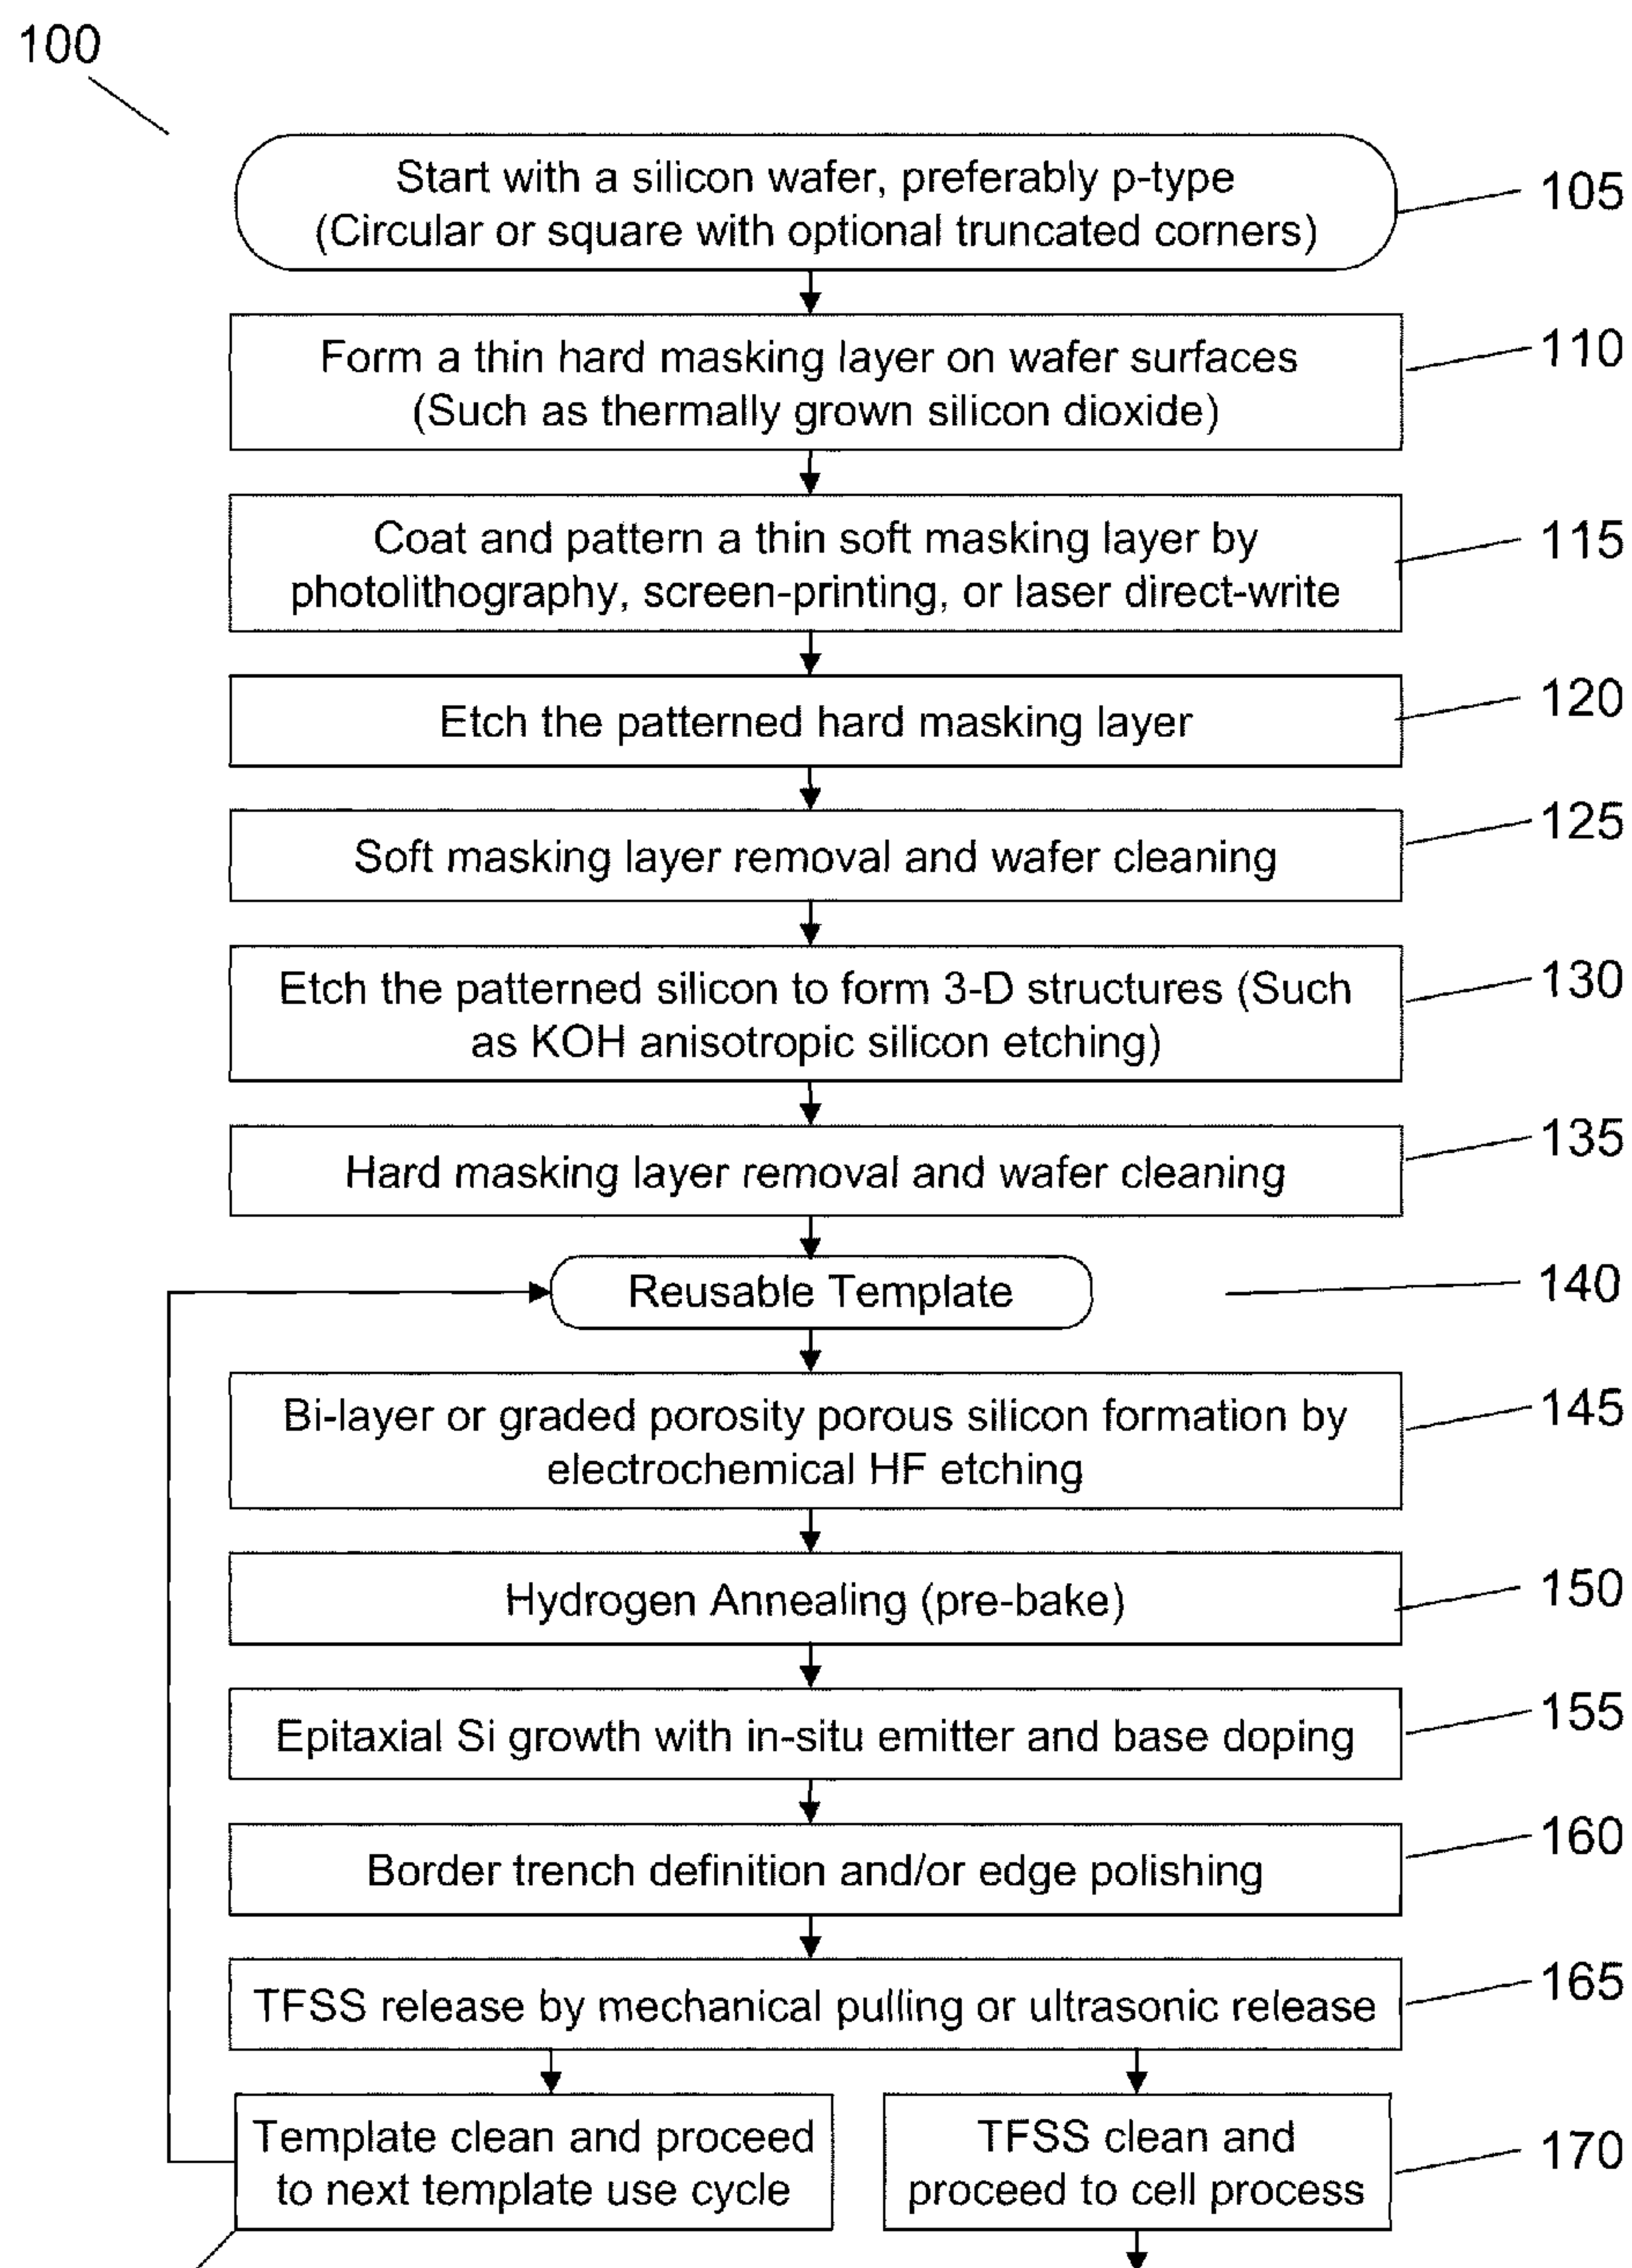 100
Start with a silicon wafer, preferably p-type
(Circular or square with optional truncated corners)
105
Form a thin hard masking layer on wafer surfaces
(Such as thermally grown silicon dioxide)
110
Coat and pattern a thin soft masking layer by
photolithography, screen-printing, or laser direct-write
115
Etch the patterned hard masking layer
120
Soft masking layer removal and wafer cleaning
125
Etch the patterned silicon to form 3-D structures (Such
as KOH anisotropic silicon etching)
130
Hard masking layer removal and wafer cleaning
135
Reusable Template
140
Bi-layer or graded porosity porous silicon formation by
electrochemical HF etching
145
Hydrogen Annealing (pre-bake)
150
Epitaxial Si growth with in-situ emitter and base doping
155
Border trench definition and/or edge polishing
160
TFSS release by mechanical pulling or ultrasonic release
165
Template clean and proceed
to next template use cycle
TFSS clean and
proceed to cell process
170